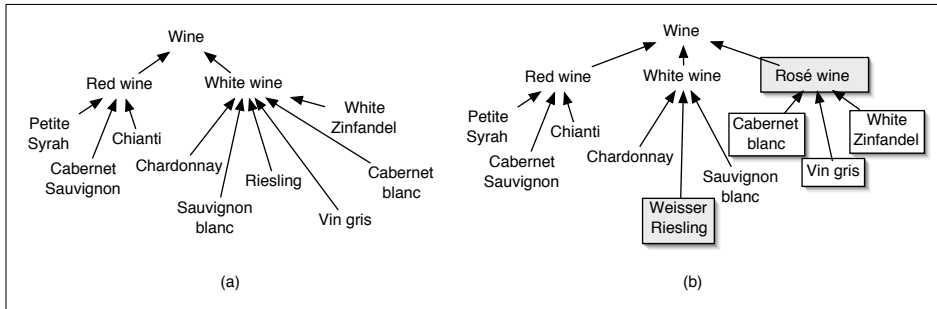 Wine
Red wine
White wine
Petite
Syrah
Chianti
Cabernet
Sauvignon
Chardonnay
Sauvignon
blanc
Riesling
Vin gris
White
Zinfandel
Cabernet
blanc
(a)
Wine
Red wine
White wine
Rosé wine
Petite
Syrah
Chianti
Cabernet
Sauvignon
Chardonnay
Weisser
Riesling
Sauvignon
blanc
Cabernet
blanc
Vin gris
White
Zinfandel
(b)